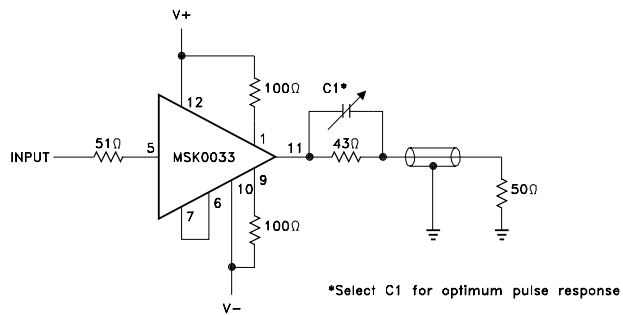 V+
12
100Ω
C1*
1
51Ω
5
INPUT
MSK0033
11
43Ω
9
10
6
7
100Ω
50Ω
V-
*Select C1 for optimum pulse response